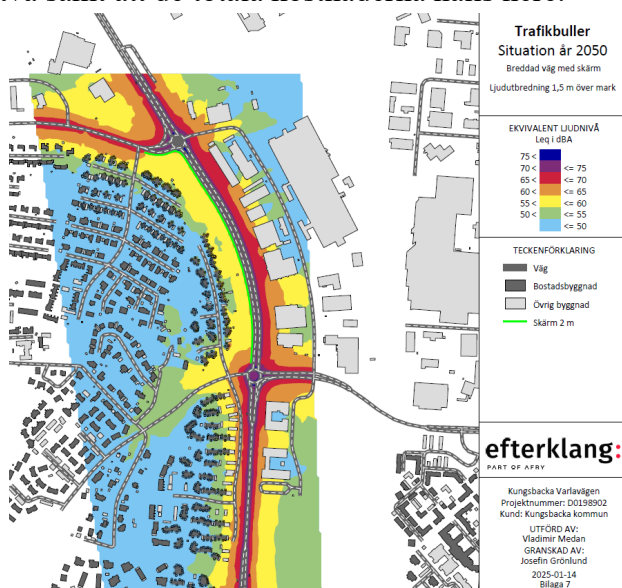 Trafikbuller
Situation år 2050
Breddad väg med skärm
Ljudutbredning 1,5 m över mark
EKVIVALENT LJUDNIVÅ
Leq i dBA
75 <
70 < <= 75
65 < <= 70
60 < <= 65
55 < <= 60
50 < <= 55
<= 50
TECKENFÖRKLARING
Väg
Bostadsbyggnad
Övrig byggnad
Skärm 2 m
efterklang:
PART OF AFRY
Kungsbacka Varlavägen
Projektnummer: D0198902
Kund: Kungsbacka kommun
UTFÖRD AV:
Vladimir Medan
GRANSKAD AV:
Josefin Grönlund
2025-01-14
Bilaga 7